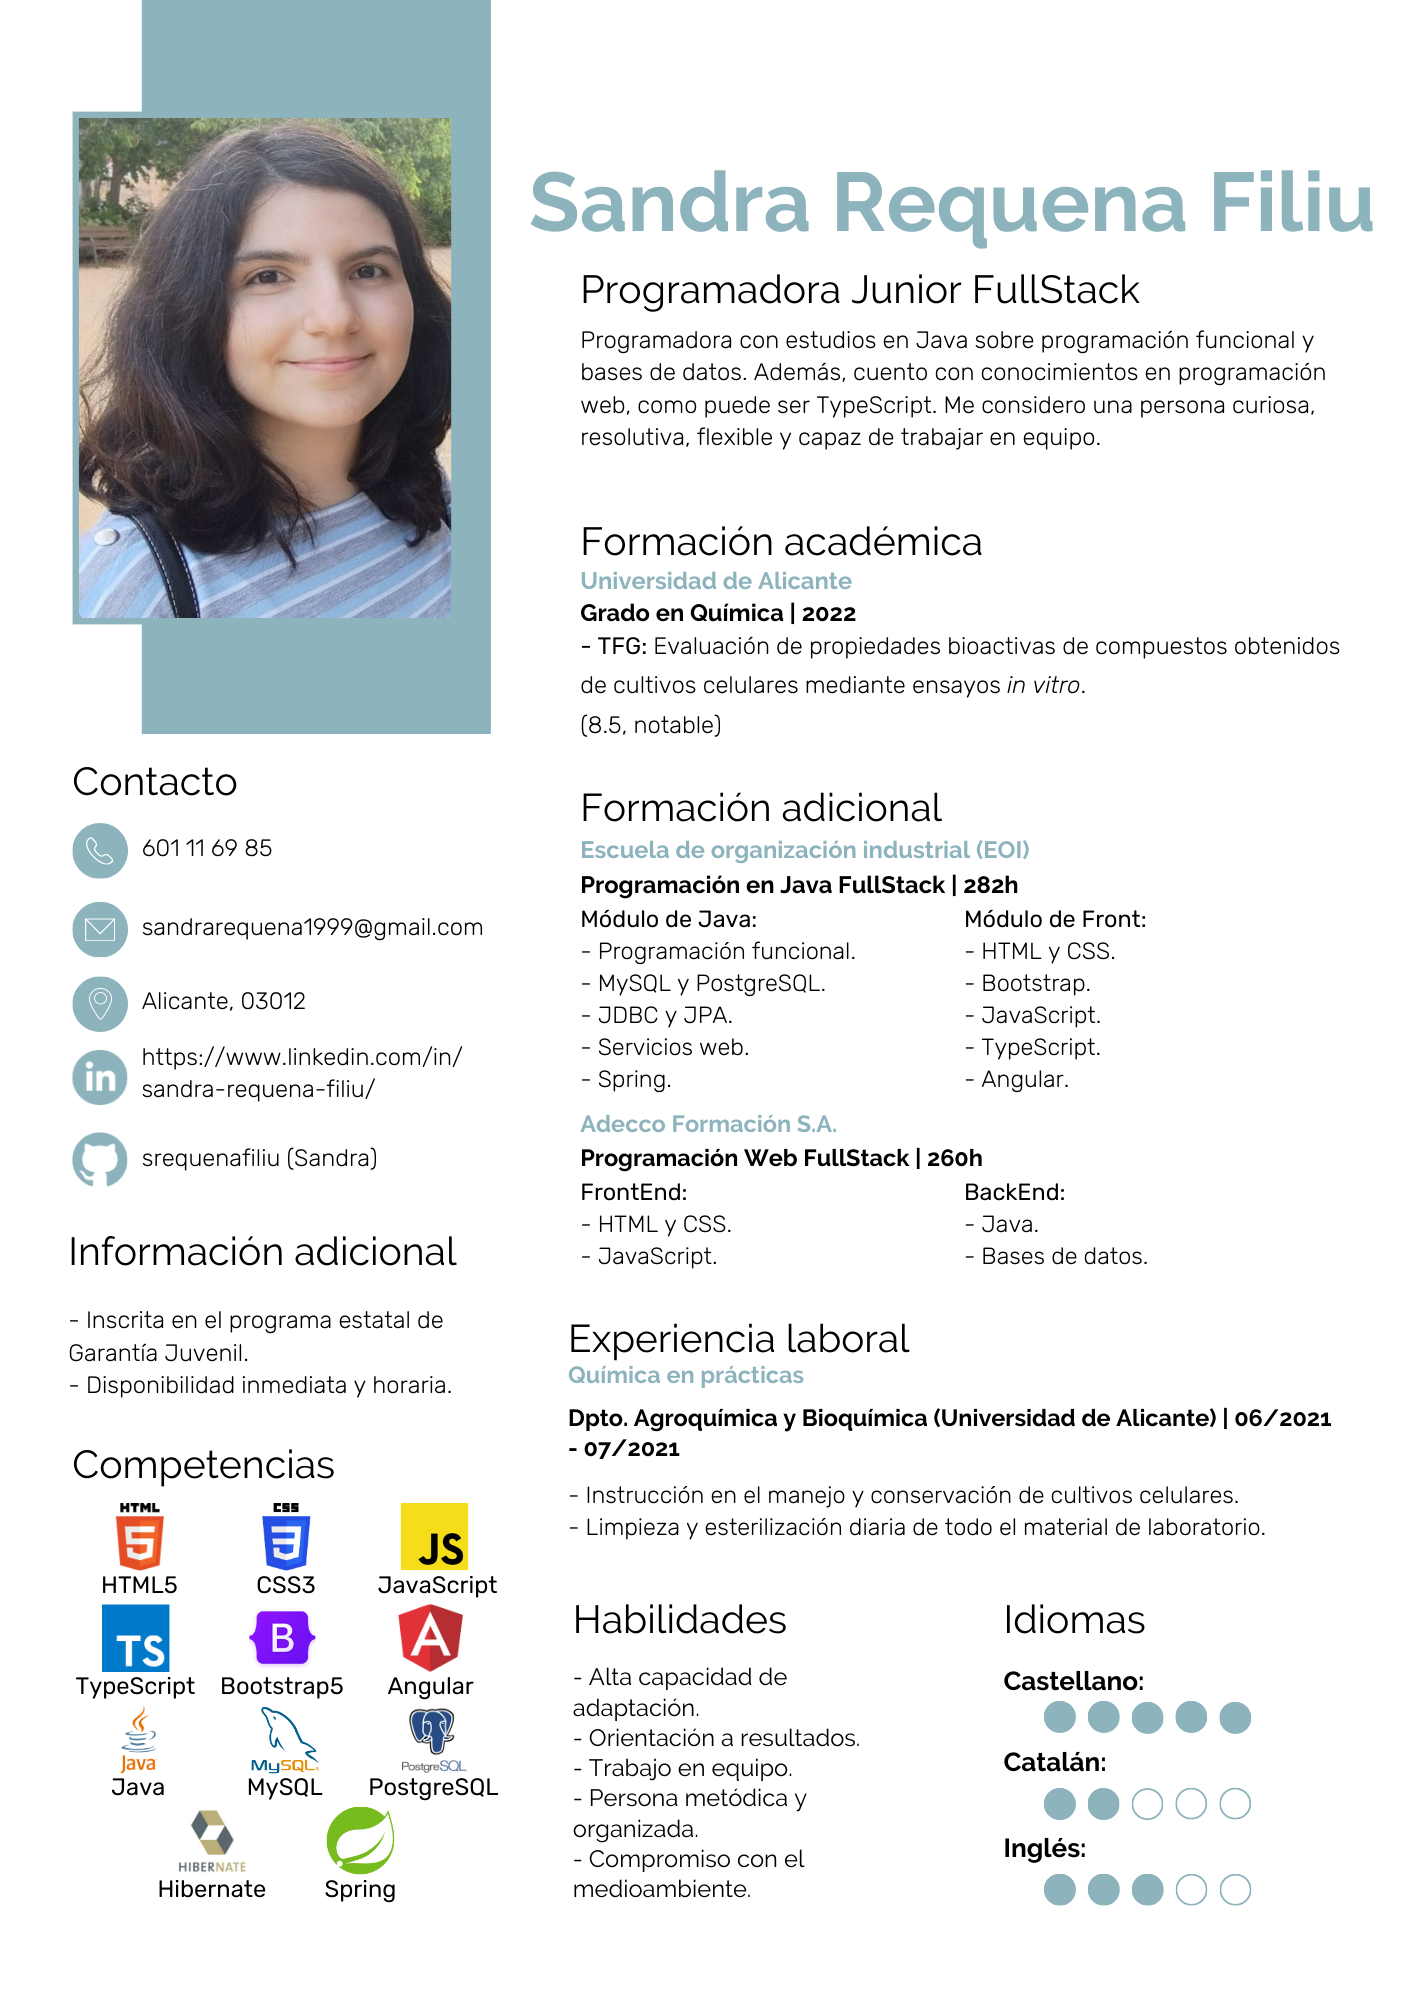 Sandra Requena Filiu
Programadora Junior FullStack
Programadora con estudios en Java sobre programación funcional y
bases de datos. Además, cuento con conocimientos en programación
web, como puede ser TypeScript. Me considero una persona curiosa,
resolutiva, flexible y capaz de trabajar en equipo.
Formación académica
Universidad de Alicante
Grado en Química | 2022
- TFG: Evaluación de propiedades bioactivas de compuestos obtenidos
de cultivos celulares mediante ensayos in vitro.
(8.5, notable)
Contacto
601 11 69 85
sandrarequena1999@gmail.com
Alicante, 03012
in
https://www.linkedin.com/in/
sandra-requena-filiu/
srequenafiliu (Sandra)
Información adicional
- Inscrita en el programa estatal de
Garantía Juvenil.
- Disponibilidad inmediata y horaria.
Competencias
HTML
5
HTML5
CSS
3
CSS3
JS
JavaScript
TS
TypeScript
B
Bootstrap5
A
Angular
Java
Java
MySQL
MySQL
PostgreSQL
PostgreSQL
HIBERNATE
Hibernate
Spring
Formación adicional
Escuela de organización industrial (EOI)
Programación en Java FullStack | 282h
Módulo de Java:
- Programación funcional.
- MySQL y PostgreSQL.
- JDBC y JPA.
- Servicios web.
- Spring.
Módulo de Front:
- HTML y CSS.
- Bootstrap.
- JavaScript.
- TypeScript.
- Angular.
Adecco Formación S.A.
Programación Web FullStack | 260h
FrontEnd:
- HTML y CSS.
- JavaScript.
BackEnd:
- Java.
- Bases de datos.
Experiencia laboral
Química en prácticas
Dpto. Agroquímica y Bioquímica (Universidad de Alicante) | 06/2021
- 07/2021
- Instrucción en el manejo y conservación de cultivos celulares.
- Limpieza y esterilización diaria de todo el material de laboratorio.
Habilidades
- Alta capacidad de
adaptación.
- Orientación a resultados.
- Trabajo en equipo.
- Persona metódica y
organizada.
- Compromiso con el
medioambiente.
Idiomas
Castellano:
Catalán:
Inglés: